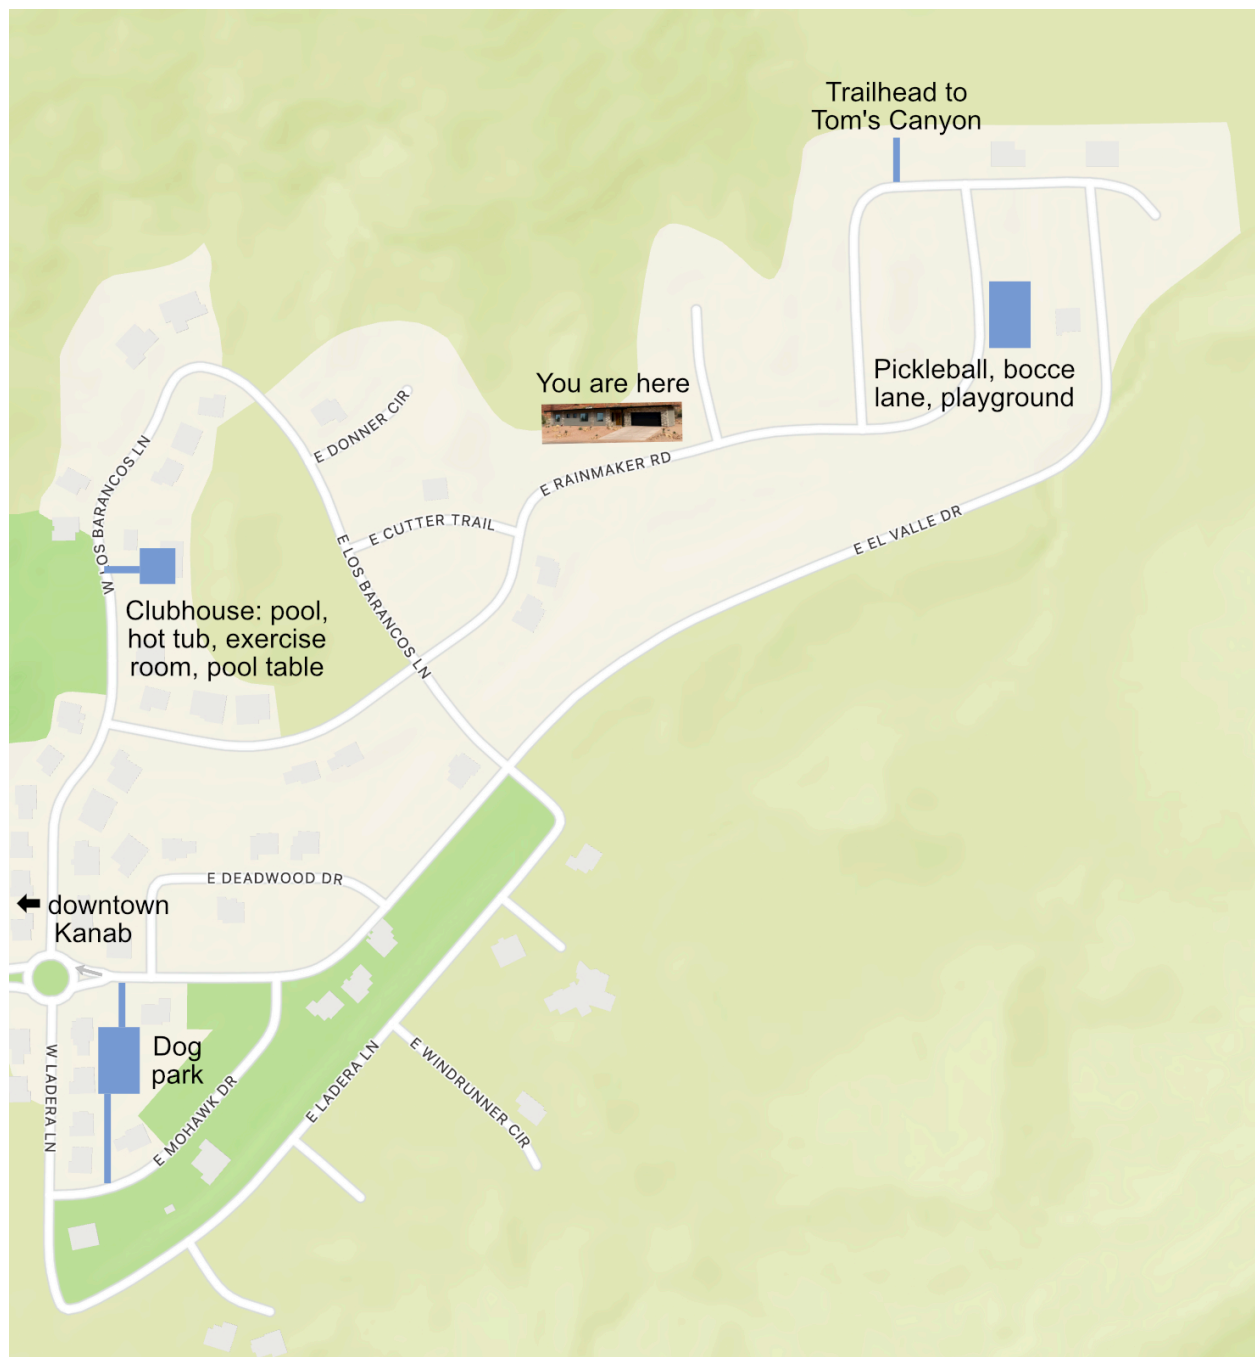 Trailhead to
Tom's Canyon
Pickleball, bocce
lane, playground
You are here
E DONNER CIR
E RAINMAKER RD
W LOS BARANCOS LN
E CUTTER TRAIL
E EL VALLE DR
E LOS BARANCOS LN
Clubhouse: pool,
hot tub, exercise
room, pool table
E DEADWOOD DR
downtown
Kanab
Dog
park
W LADERA LN
E MOHAWK DR
E LADERA LN
E WINDRUNNER CIR